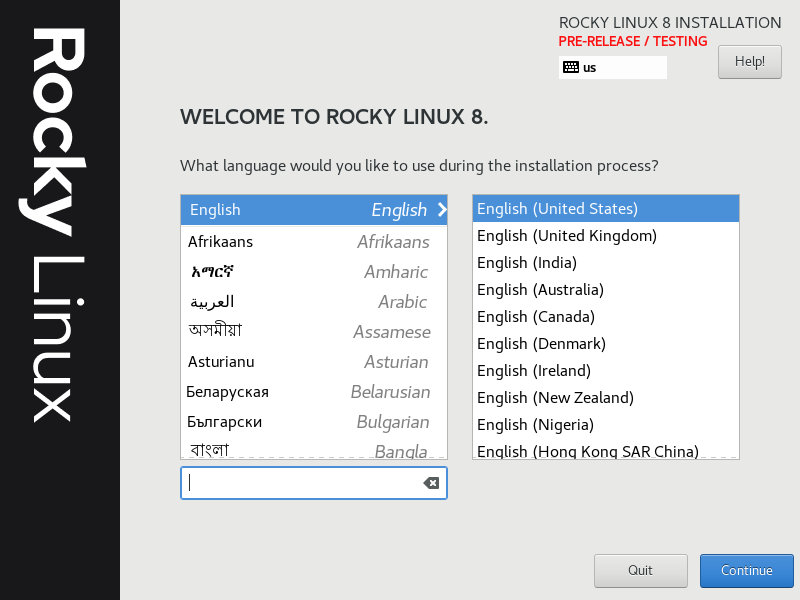 Rocky Linux
ROCKY LINUX 8 INSTALLATION
PRE-RELEASE / TESTING
us
Help!
WELCOME TO ROCKY LINUX 8.
What language would you like to use during the installation process?
English English
Afrikaans Afrikaans
አማርኛ Amharic
العربية Arabic
অসমীয়া Assamese
Asturianu Asturian
Беларуская Belarusian
Български Bulgarian
বাংলা Bangla
English (United States)
English (United Kingdom)
English (India)
English (Australia)
English (Canada)
English (Denmark)
English (Ireland)
English (New Zealand)
English (Nigeria)
English (Hong Kong SAR China)
Quit
Continue